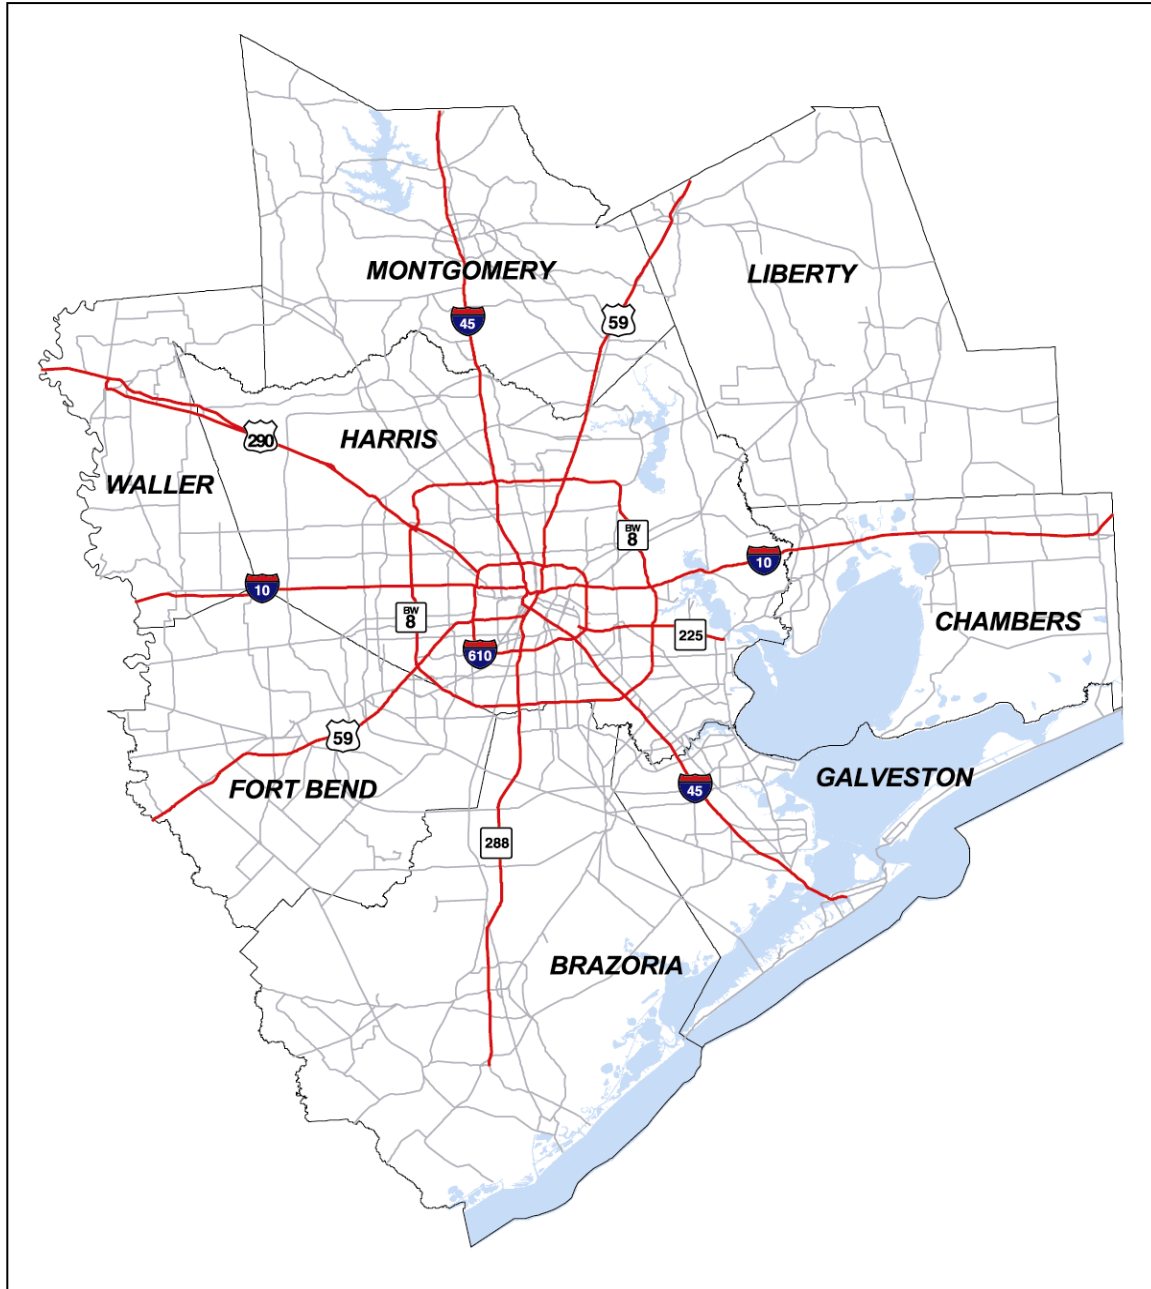 MONTGOMERY
LIBERTY
45
59
HARRIS
290
WALLER
BW
8
10
10
BW
8
CHAMBERS
225
610
59
GALVESTON
FORT BEND
45
288
BRAZORIA